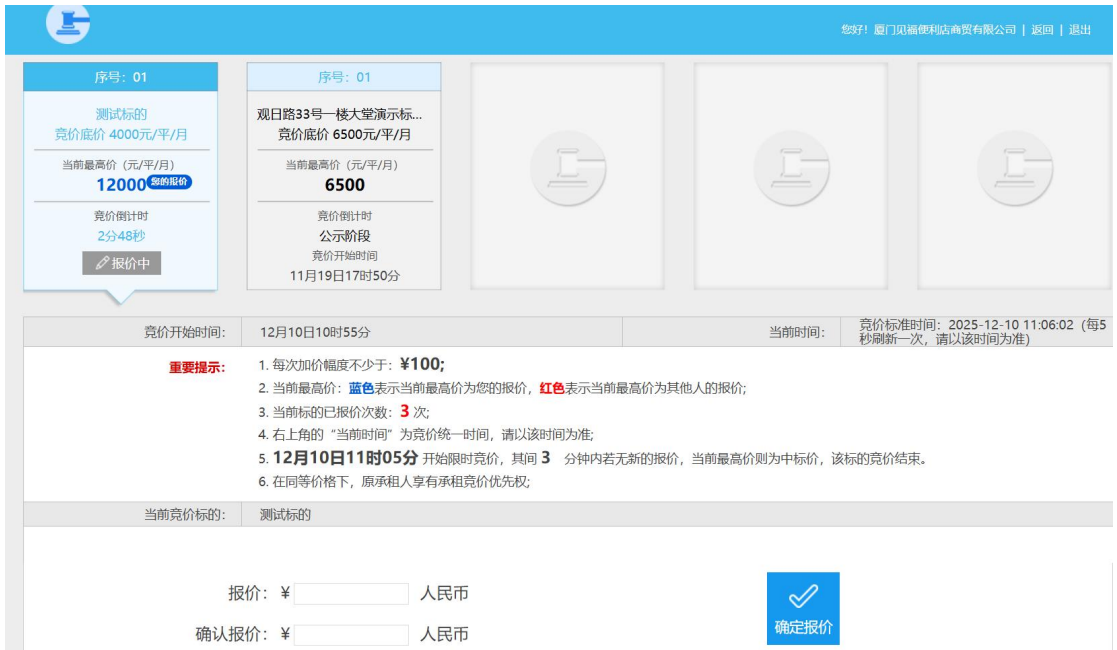 您好！厦门见福便利店商贸有限公司 | 返回 | 退出
序号：01
测试标的
竞价底价 4000元/平/月
当前最高价（元/平/月）
12000 您的报价
竞价倒计时
2分48秒
报价中
序号：01
观日路33号一楼大堂演示标...
竞价底价 6500元/平/月
当前最高价（元/平/月）
6500
竞价倒计时
公示阶段
竞价开始时间
11月19日17时50分
竞价开始时间： 12月10日10时55分 当前时间： 竞价标准时间：2025-12-10 11:06:02（每5
秒刷新一次，请以该时间为准）
重要提示：
1. 每次加价幅度不少于：¥100;
2. 当前最高价：蓝色表示当前最高价为您的报价，红色表示当前最高价为其他人的报价;
3. 当前标的已报价次数：3 次;
4. 右上角的“当前时间”为竞价统一时间，请以该时间为准;
5. 12月10日11时05分 开始限时竞价，其间 3 分钟内若无新的报价，当前最高价则为中标价，该标的竞价结束。
6. 在同等价格下，原承租人享有承租竞价优先权;
当前竞价标的： 测试标的
报价：¥ 人民币
确认报价：¥ 人民币
确定报价